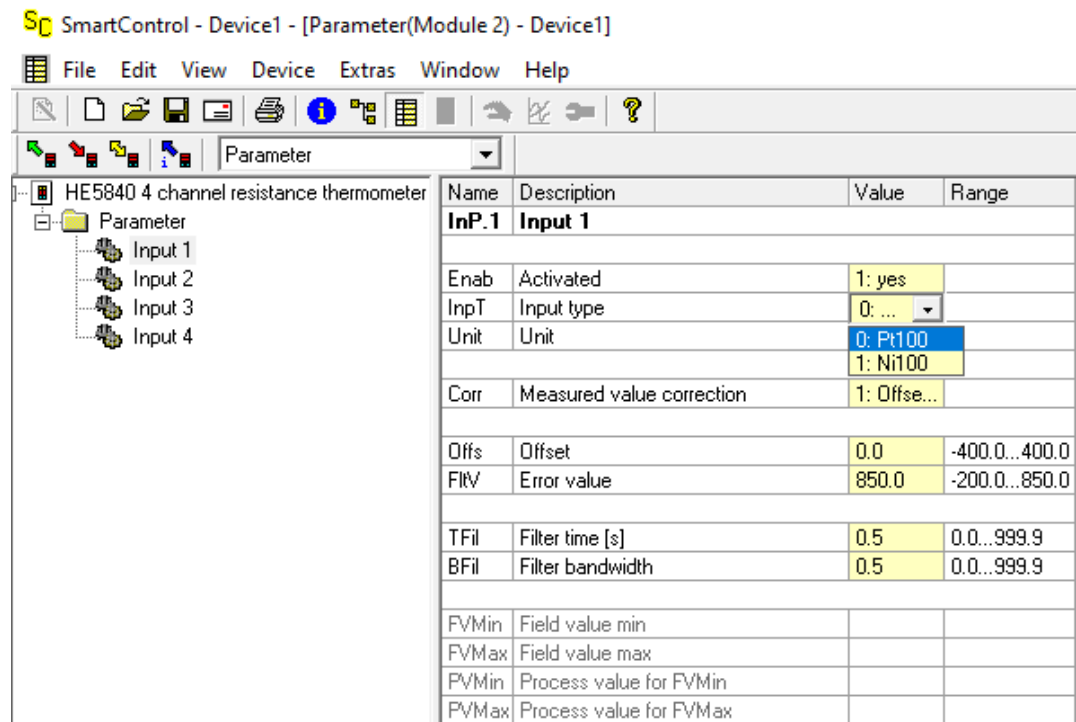 SC SmartControl - Device1 - [Parameter(Module 2) - Device1]
File Edit View Device Extras Window Help
Parameter
HE5840 4 channel resistance thermometer
Parameter
Input 1
Input 2
Input 3
Input 4
Name Description Value Range
InP.1 Input 1
Enab Activated 1: yes
InpT Input type 0: ...
Unit Unit 0: Pt100
1: Ni100
Corr Measured value correction 1: Offse...
Offs Offset 0.0 -400.0...400.0
FltV Error value 850.0 -200.0...850.0
TFil Filter time [s] 0.5 0.0...999.9
BFil Filter bandwidth 0.5 0.0...999.9
FVMin Field value min
FVMax Field value max
PVMin Process value for FVMin
PVMax Process value for FVMax